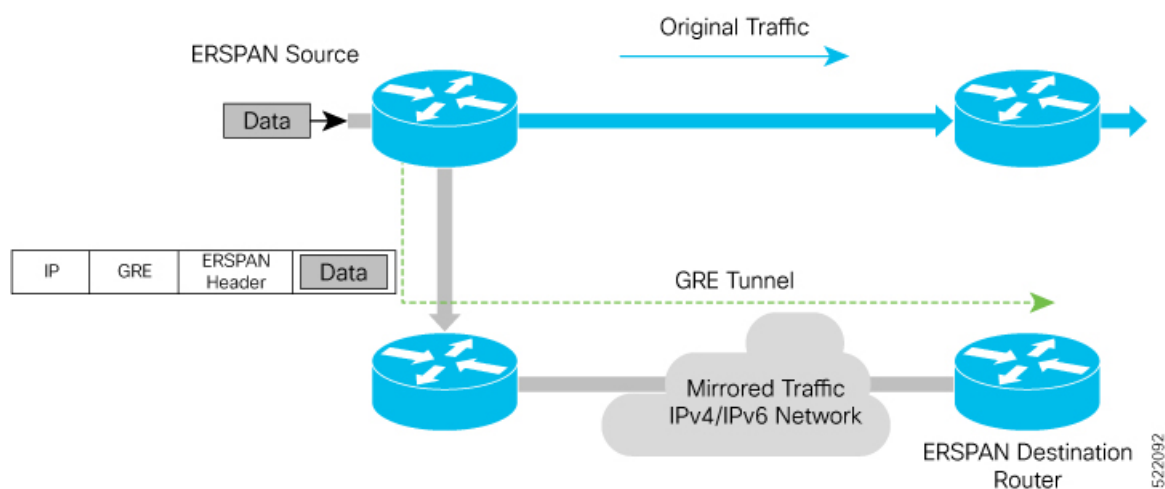 Original Traffic
ERSPAN Source
Data
IP
GRE
ERSPAN
Header
Data
GRE Tunnel
Mirrored Traffic
IPv4/IPv6 Network
ERSPAN Destination
Router
522092